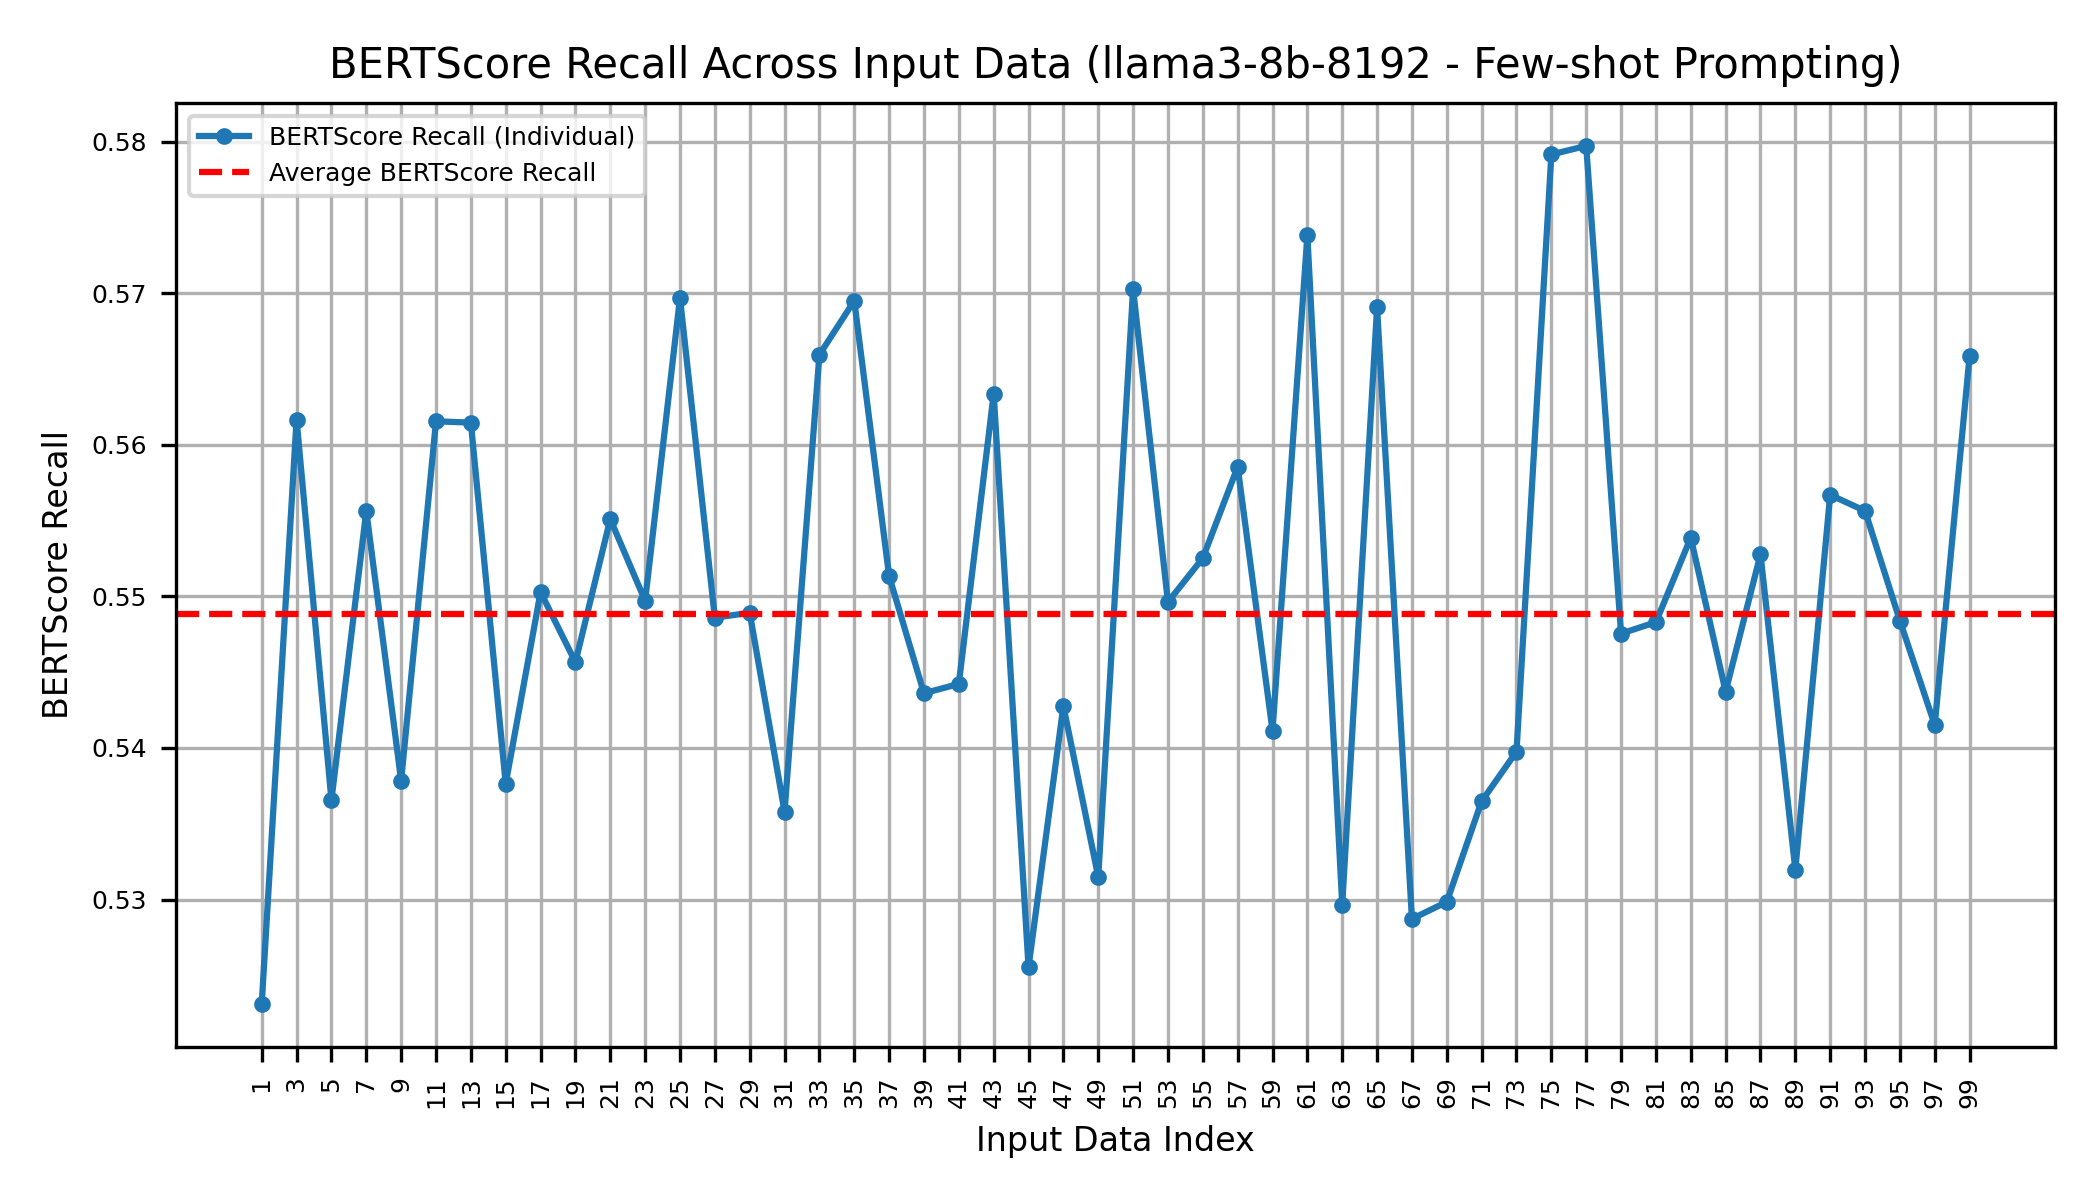 BERTScore Recall Across Input Data (llama3-8b-8192 - Few-shot Prompting)
BERTScore Recall (Individual)
Average BERTScore Recall
BERTScore Recall
0.58
0.57
0.56
0.55
0.54
0.53
1 3 5 7 9 11 13 15 17 19 21 23 25 27 29 31 33 35 37 39 41 43 45 47 49 51 53 55 57 59 61 63 65 67 69 71 73 75 77 79 81 83 85 87 89 91 93 95 97 99
Input Data Index